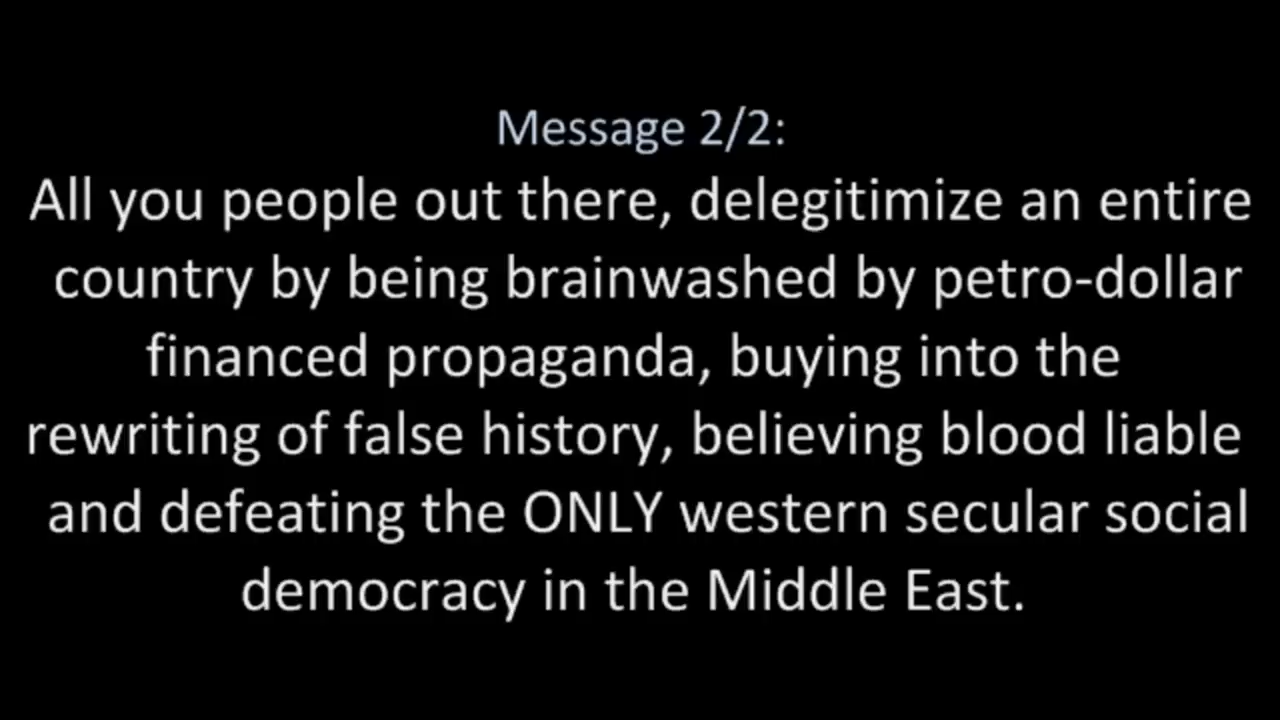 Message 2/2:
All you people out there, delegitimize an entire
country by being brainwashed by petro-dollar
financed propaganda, buying into the
rewriting of false history, believing blood liable
and defeating the ONLY western secular social
democracy in the Middle East.